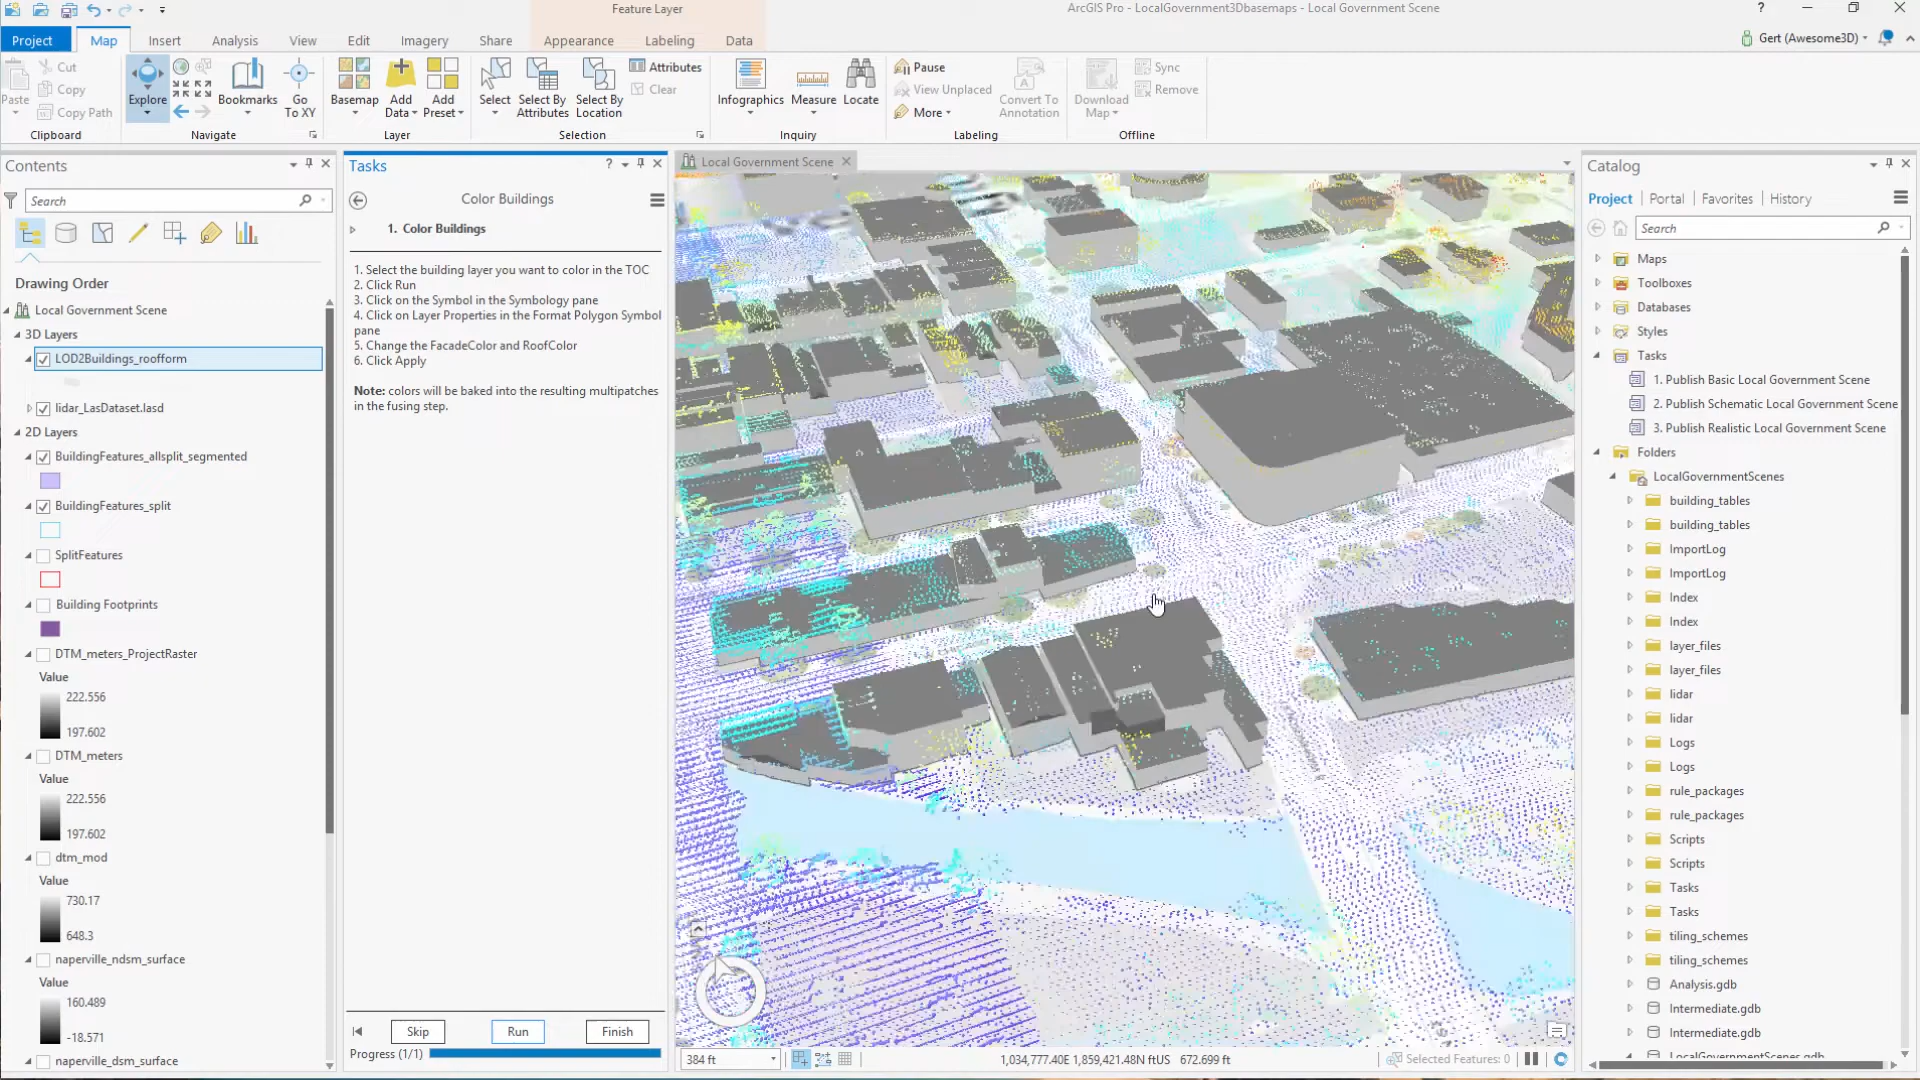 Feature Layer
ArcGIS Pro - LocalGovernment3Dbasemaps - Local Government Scene
?
Project
Map
Insert
Analysis
View
Edit
Imagery
Share
Appearance
Labeling
Data
Gert (Awesome3D)
Paste
Cut
Copy
Copy Path
Clipboard
Explore
Bookmarks
Go To XY
Navigate
Basemap
Add Data
Add Preset
Layer
Select
Select By Attributes
Select By Location
Attributes
Clear
Selection
Infographics
Measure
Locate
Inquiry
Pause
View Unplaced
More
Convert To Annotation
Labeling
Download Map
Sync
Remove
Offline
Contents
Search
Drawing Order
Local Government Scene
3D Layers
LOD2Buildings_roofform
lidar_LasDataset.lasd
2D Layers
BuildingFeatures_allsplit_segmented
BuildingFeatures_split
SplitFeatures
Building Footprints
DTM_meters_ProjectRaster
Value
222.556
197.602
DTM_meters
Value
222.556
197.602
dtm_mod
Value
730.17
648.3
naperville_ndsm_surface
Value
160.489
-18.571
naperville_dsm_surface
Tasks
?
Color Buildings
1. Color Buildings
1. Select the building layer you want to color in the TOC
2. Click Run
3. Click on the Symbol in the Symbology pane
4. Click on Layer Properties in the Format Polygon Symbol
pane
5. Change the FacadeColor and RoofColor
6. Click Apply
Note: colors will be baked into the resulting multipatches
in the fusing step.
Skip
Run
Finish
Progress (1/1)
Local Government Scene
384 ft
1,034,777.40E 1,859,421.48N ftUS 672.699 ft
Selected Features: 0
Catalog
Project
Portal
Favorites
History
Search
Maps
Toolboxes
Databases
Styles
Tasks
1. Publish Basic Local Government Scene
2. Publish Schematic Local Government Scene
3. Publish Realistic Local Government Scene
Folders
LocalGovernmentScenes
building_tables
building_tables
ImportLog
ImportLog
Index
Index
layer_files
layer_files
lidar
lidar
Logs
Logs
rule_packages
rule_packages
Scripts
Scripts
Tasks
Tasks
tiling_schemes
tiling_schemes
Analysis.gdb
Intermediate.gdb
Intermediate.gdb
LocalGovernmentScenes.gdb